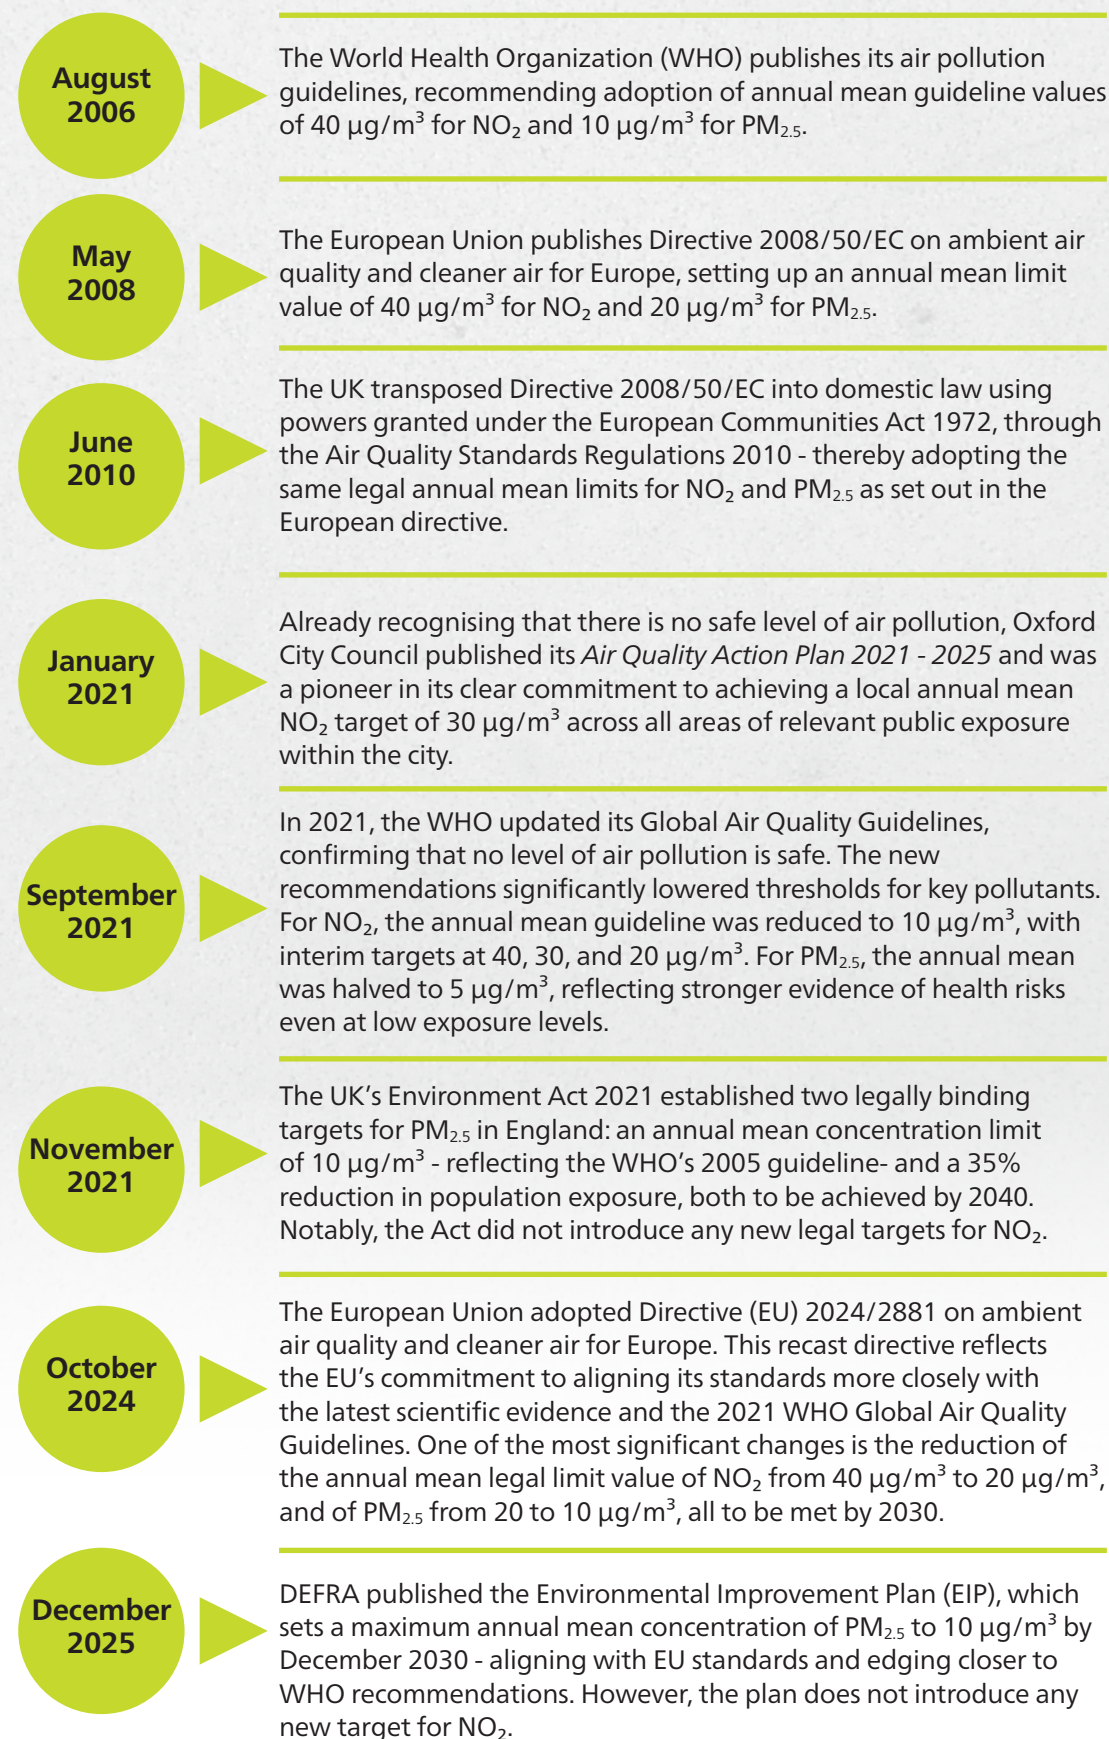 August
2006
The World Health Organization (WHO) publishes its air pollution
guidelines, recommending adoption of annual mean guideline values
of 40 µg/m³ for NO₂ and 10 µg/m³ for PM₂.₅.
May
2008
The European Union publishes Directive 2008/50/EC on ambient air
quality and cleaner air for Europe, setting up an annual mean limit
value of 40 µg/m³ for NO₂ and 20 µg/m³ for PM₂.₅.
June
2010
The UK transposed Directive 2008/50/EC into domestic law using
powers granted under the European Communities Act 1972, through
the Air Quality Standards Regulations 2010 - thereby adopting the
same legal annual mean limits for NO₂ and PM₂.₅ as set out in the
European directive.
January
2021
Already recognising that there is no safe level of air pollution, Oxford
City Council published its Air Quality Action Plan 2021 - 2025 and was
a pioneer in its clear commitment to achieving a local annual mean
NO₂ target of 30 µg/m³ across all areas of relevant public exposure
within the city.
September
2021
In 2021, the WHO updated its Global Air Quality Guidelines,
confirming that no level of air pollution is safe. The new
recommendations significantly lowered thresholds for key pollutants.
For NO₂, the annual mean guideline was reduced to 10 µg/m³, with
interim targets at 40, 30, and 20 µg/m³. For PM₂.₅, the annual mean
was halved to 5 µg/m³, reflecting stronger evidence of health risks
even at low exposure levels.
November
2021
The UK’s Environment Act 2021 established two legally binding
targets for PM₂.₅ in England: an annual mean concentration limit
of 10 µg/m³ - reflecting the WHO’s 2005 guideline- and a 35%
reduction in population exposure, both to be achieved by 2040.
Notably, the Act did not introduce any new legal targets for NO₂.
October
2024
The European Union adopted Directive (EU) 2024/2881 on ambient
air quality and cleaner air for Europe. This recast directive reflects
the EU’s commitment to aligning its standards more closely with
the latest scientific evidence and the 2021 WHO Global Air Quality
Guidelines. One of the most significant changes is the reduction of
the annual mean legal limit value of NO₂ from 40 µg/m³ to 20 µg/m³,
and of PM₂.₅ from 20 to 10 µg/m³, all to be met by 2030.
December
2025
DEFRA published the Environmental Improvement Plan (EIP), which
sets a maximum annual mean concentration of PM₂.₅ to 10 µg/m³ by
December 2030 - aligning with EU standards and edging closer to
WHO recommendations. However, the plan does not introduce any
new target for NO₂.